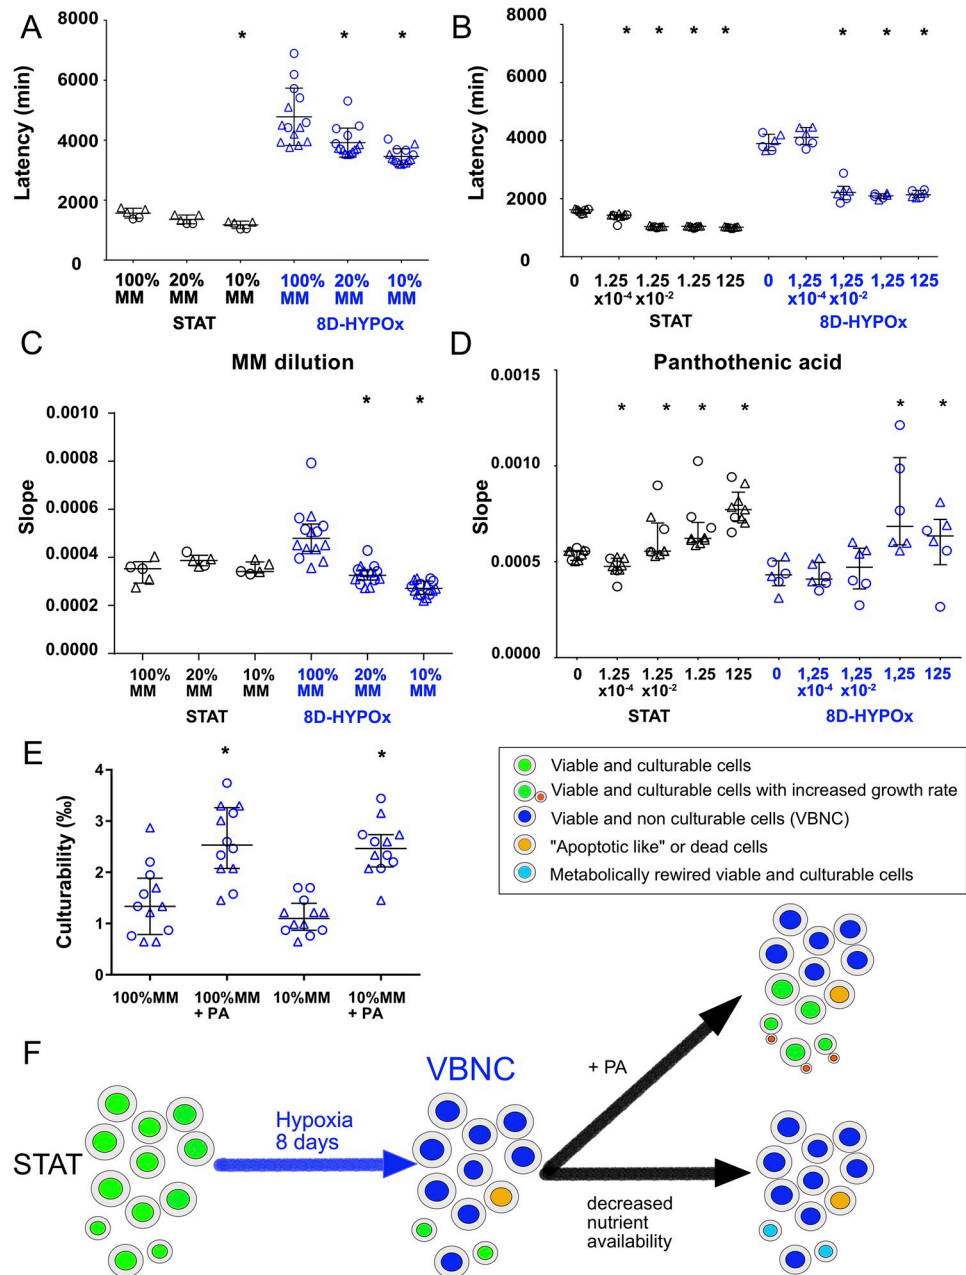 A
Latency (min)
8000
6000
4000
2000
0
*
*
*
100% MM
20% MM
10% MM
100% MM
20% MM
10% MM
STAT
8D-HYPOx
B
Latency (min)
8000
6000
4000
2000
0
* * * *
* * *
0
1,25 x10-4
1,25 x10-2
1,25
125
0
1,25 x10-4
1,25 x10-2
1,25
125
STAT
8D-HYPOx
C
MM dilution
Slope
0.0010
0.0008
0.0006
0.0004
0.0002
0.0000
* *
100% MM
20% MM
10% MM
100% MM
20% MM
10% MM
STAT
8D-HYPOx
D
Panthothenic acid
Slope
0.0015
0.0010
0.0005
0.0000
* * * *
* *
0
1.25 x10-4
1.25 x10-2
1.25
125
0
1,25 x10-4
1,25 x10-2
1,25
125
STAT
8D-HYPOx
E
Culturability (‰)
4
3
2
1
0
*
*
100%MM
100%MM + PA
10%MM
10%MM + PA
Viable and culturable cells
Viable and culturable cells with increased growth rate
Viable and non culturable cells (VBNC)
"Apoptotic like" or dead cells
Metabolically rewired viable and culturable cells
F
STAT
Hypoxia
8 days
VBNC
+ PA
decreased
nutrient
availability